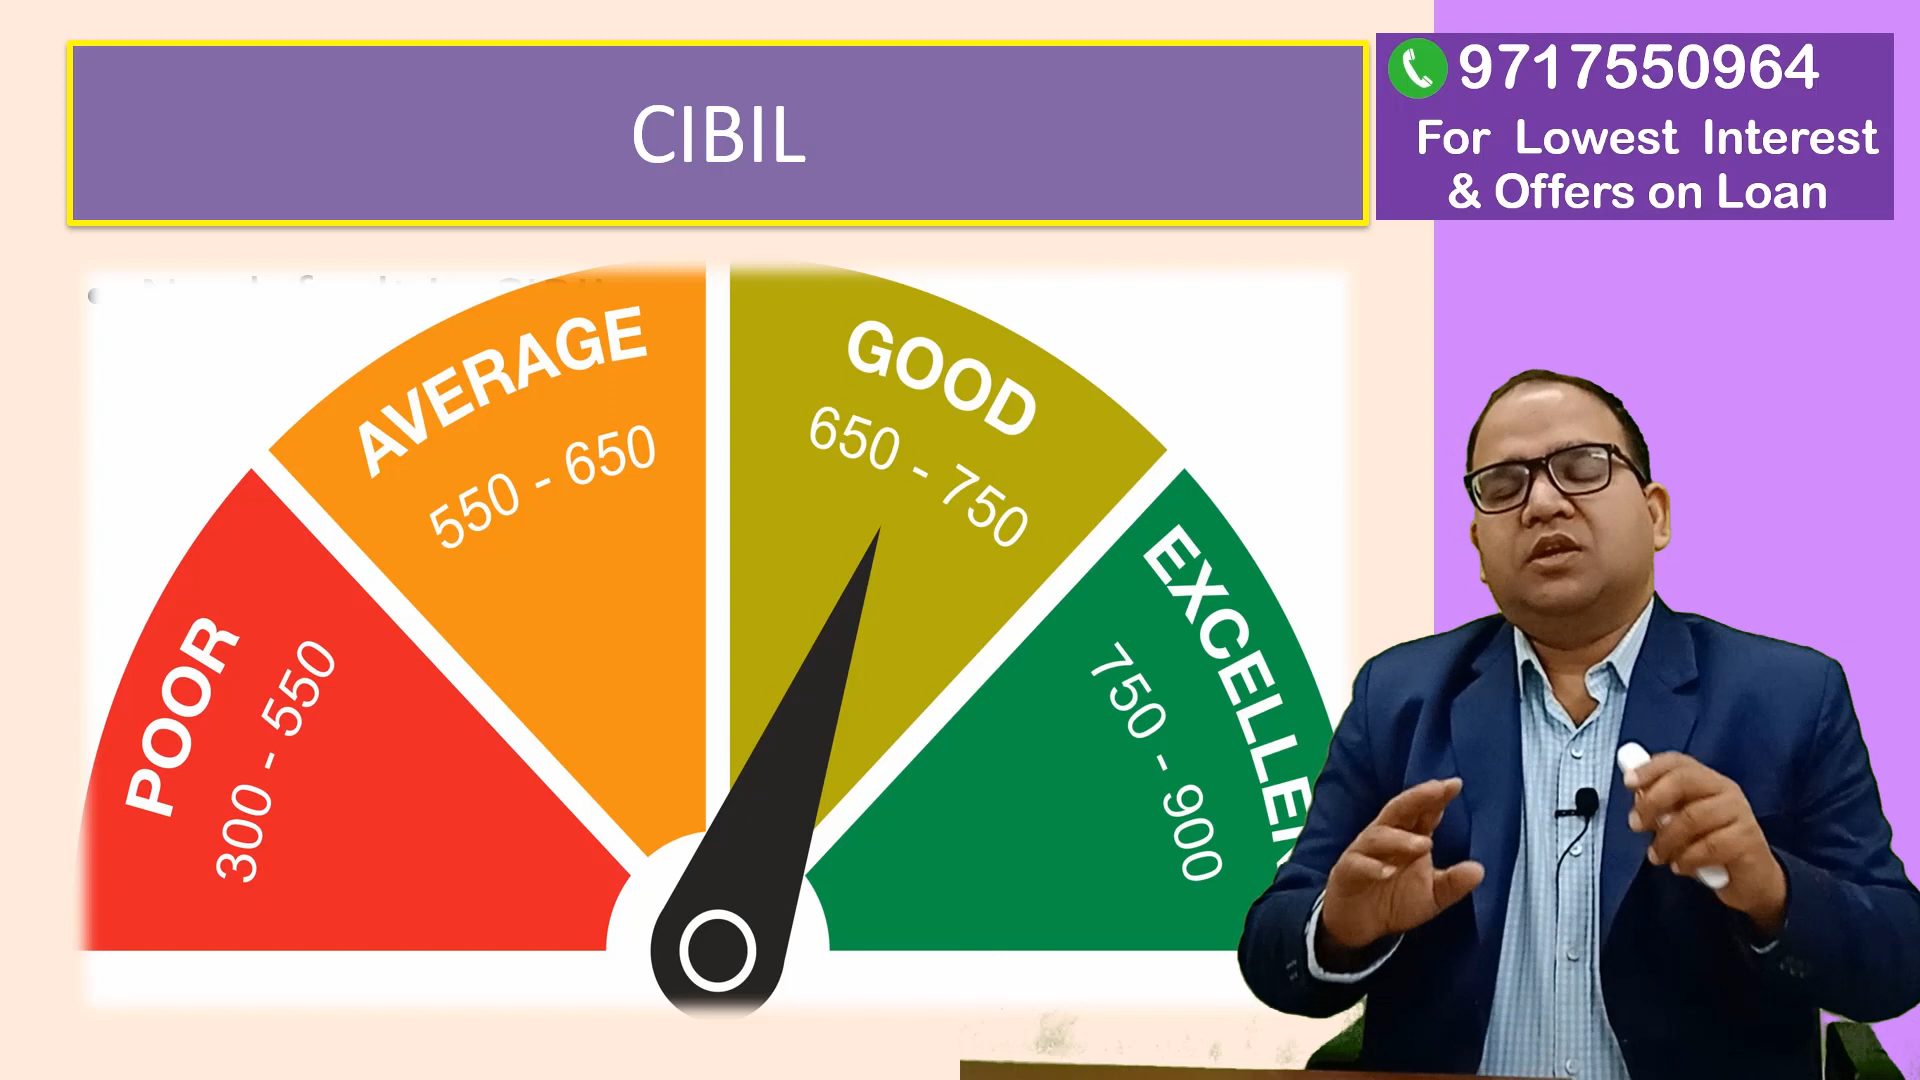 CIBIL
9717550964
For Lowest Interest
& Offers on Loan
POOR
300 - 550
AVERAGE
550 - 650
GOOD
650 - 750
EXCELLEN
750 - 900